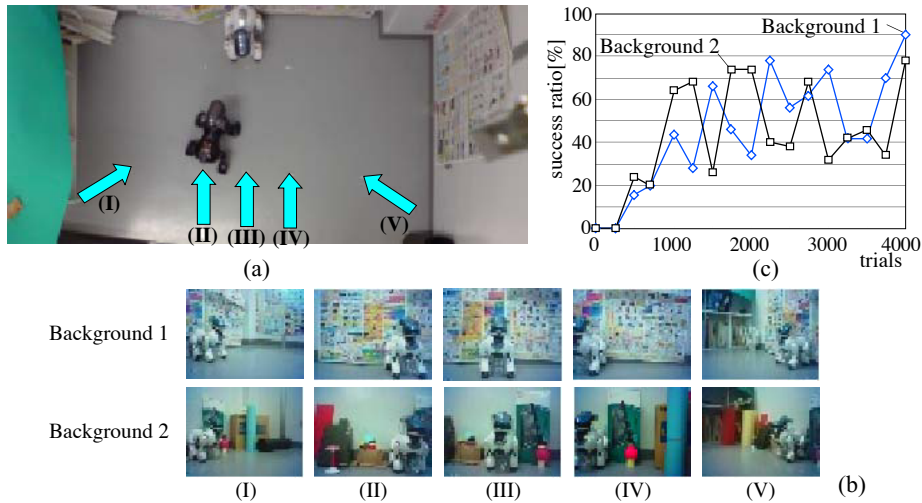 (I)
(II)
(III)
(IV)
(V)
(a)
success ratio[%]
100
80
60
40
20
0
0
1000
2000
3000
4000
trials
Background 1
Background 2
(c)
Background 1
Background 2
(I)
(II)
(III)
(IV)
(V)
(b)